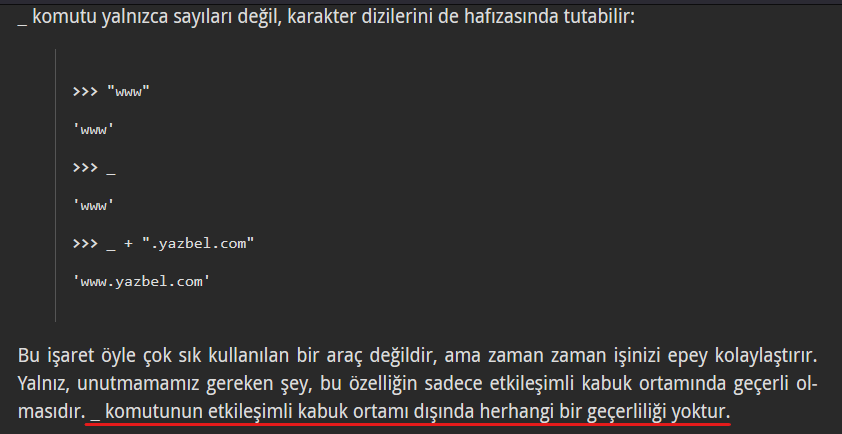 _ komutu yalnızca sayıları değil, karakter dizilerini de hafızasında tutabilir:
>>> "www"
'www'
>>> _
'www'
>>> _ + ".yazbel.com"
'www.yazbel.com'
Bu işaret öyle çok sık kullanılan bir araç değildir, ama zaman zaman işinizi epey kolaylaştırır.
Yalnız, unutmamamız gereken şey, bu özelliğin sadece etkileşimli kabuk ortamında geçerli ol-
masıdır. _ komutunun etkileşimli kabuk ortamı dışında herhangi bir geçerliliği yoktur.